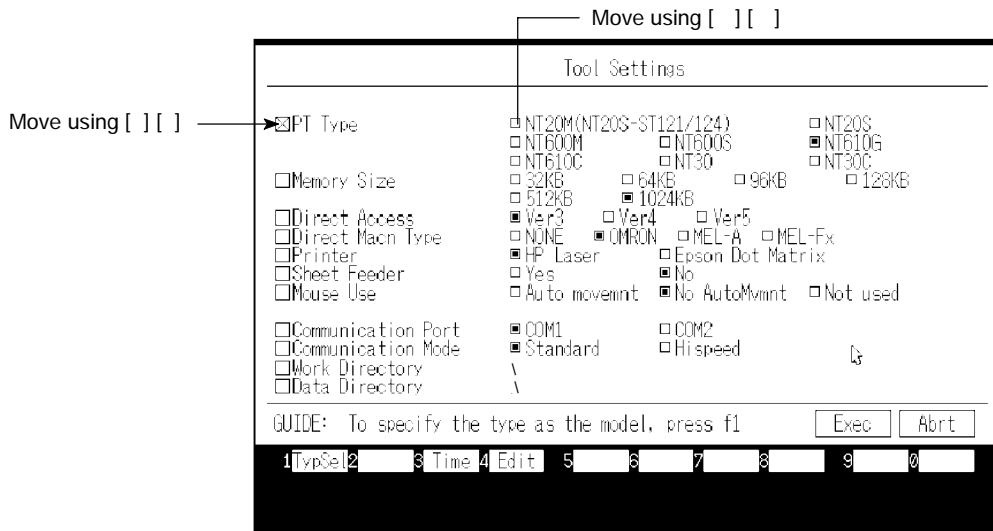 Move using [ ] [ ]
Tool Settings
Move using [ ] [ ]
PT Type NT20M(NT20S-ST121/124) NT20S
NT600M NT600S NT610G
NT610C NT30 NT30C
Memory Size 32KB 64KB 96KB 128KB
512KB 1024KB
Direct Access Ver3 Ver4 Ver5
Direct Macn Type NONE OMRON MEL-A MEL-Fx
Printer HP Laser Epson Dot Matrix
Sheet Feeder Yes No
Mouse Use Auto movemnt No AutoMvmnt Not used
Communication Port COM1 COM2
Communication Mode Standard Hispeed
Work Directory \
Data Directory .\
GUIDE: To specify the type as the model, press f1 Exec Abrt
1 TypSel 2 3 Time 4 Edit 5 6 7 8 9 0